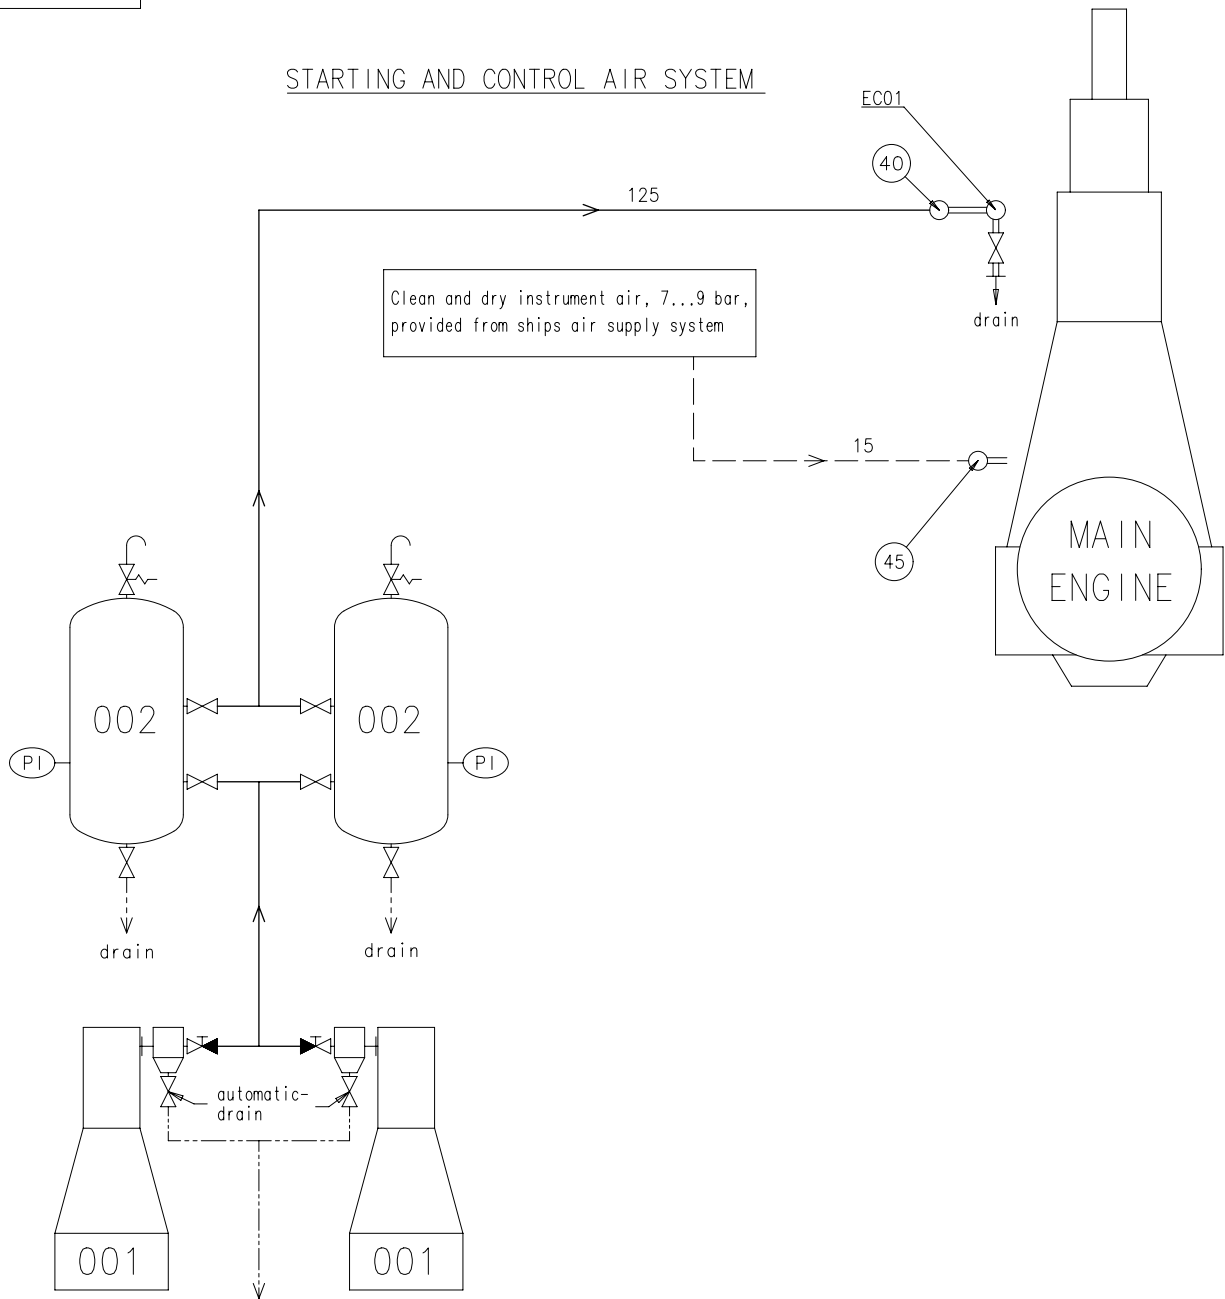 STARTING AND CONTROL AIR SYSTEM
EC01
40
125
Clean and dry instrument air, 7...9 bar,
provided from ships air supply system
drain
15
45
MAIN
ENGINE
002
002
PI
PI
drain
drain
automatic-
drain
001
001